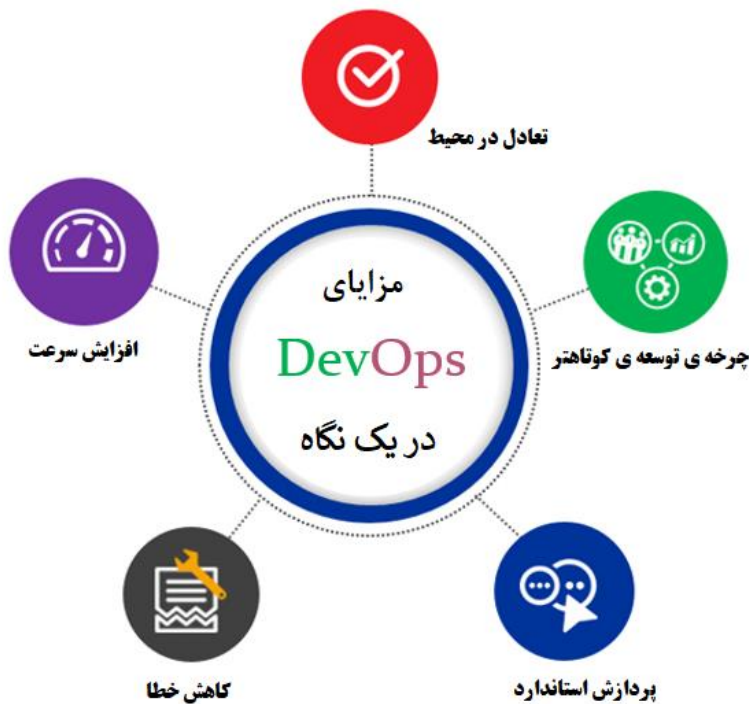 تعادل در محیط
مزایای
DevOps
در یک نگاه
چرخه ی توسعه ی کوتاهتر
افزایش سرعت
پردازش استاندارد
کاهش خطا